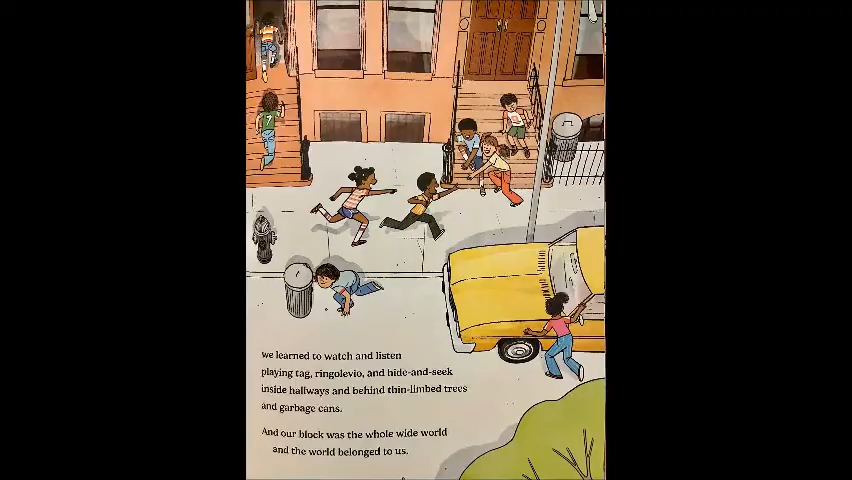 7
we learned to watch and listen
playing tag, ringolevio, and hide-and-seek
inside hallways and behind thin-limbed trees
and garbage cans.
And our block was the whole wide world
and the world belonged to us.